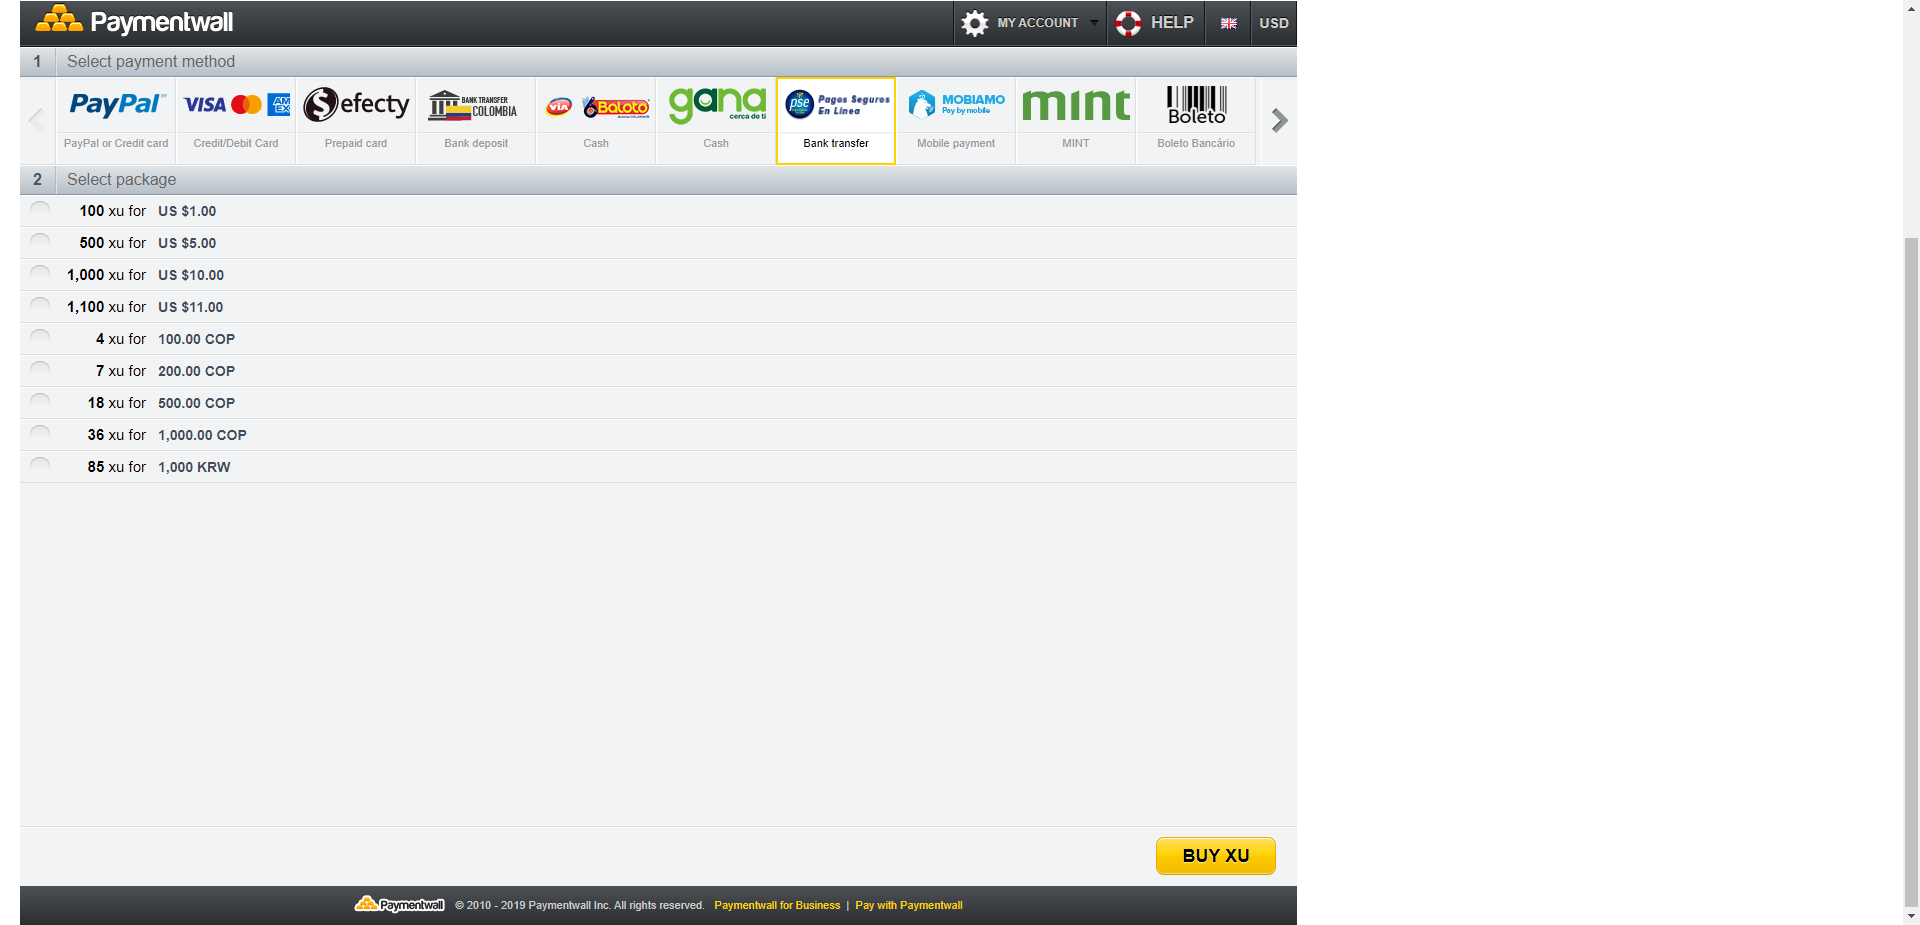 Paymentwall
MY ACCOUNT
HELP
USD
1 Select payment method
PayPal™
VISA AM EX
efecty
BANK TRANSFER
COLOMBIA
VIA Baloto
gana
cerca de ti
pse Pagos Seguros
En Línea
MOBIAMO
Pay by mobile
mint
Boleto
PayPal or Credit card
Credit/Debit Card
Prepaid card
Bank deposit
Cash
Cash
Bank transfer
Mobile payment
MINT
Boleto Bancário
2 Select package
100 xu for US $1.00
500 xu for US $5.00
1,000 xu for US $10.00
1,100 xu for US $11.00
4 xu for 100.00 COP
7 xu for 200.00 COP
18 xu for 500.00 COP
36 xu for 1,000.00 COP
85 xu for 1,000 KRW
BUY XU
Paymentwall © 2010 - 2019 Paymentwall Inc. All rights reserved. Paymentwall for Business | Pay with Paymentwall